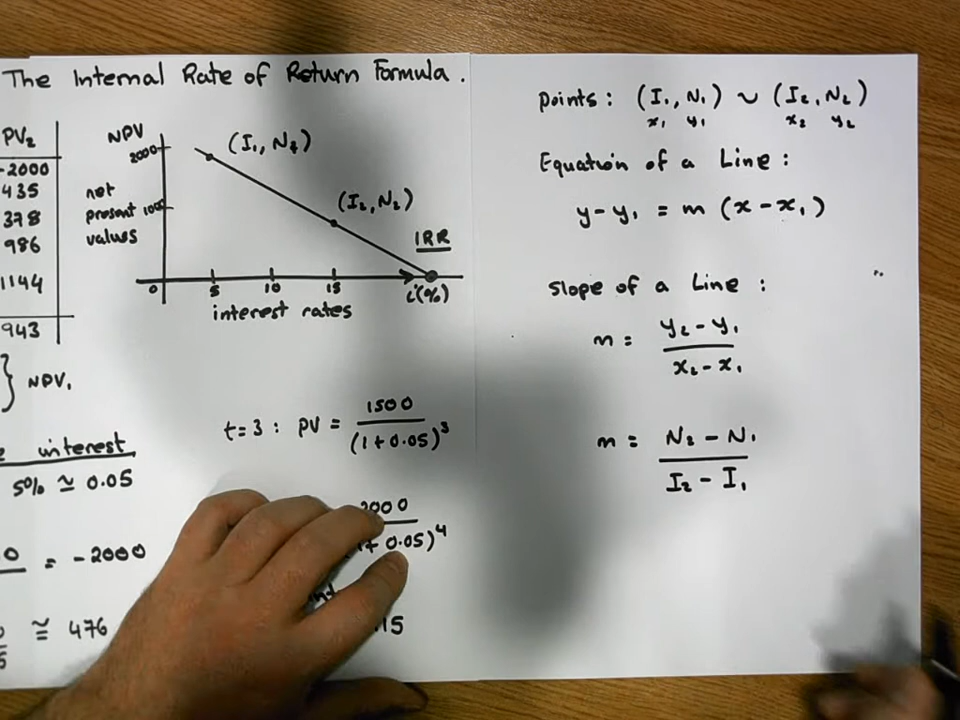 The Internal Rate of Return Formula.
PV₂
-2000
435
378
986
1144
943
} NPV₁
NPV
2000
1000
not
present
values
(I₁, N₁)
(I₂, N₂)
IRR
0 5 10 15 i(%)
interest rates
t=3 : PV = 1500 / (1+0.05)³
2000 / (1+0.05)⁴
interest
5% ≃ 0.05
= -2000
≅ 476
points : (I₁, N₁) ~ (I₂, N₂)
x₁ y₁ x₂ y₂
Equation of a Line :
y-y₁ = m (x-x₁)
Slope of a Line :
m = y₂-y₁ / x₂-x₁
m = N₂-N₁ / I₂-I₁